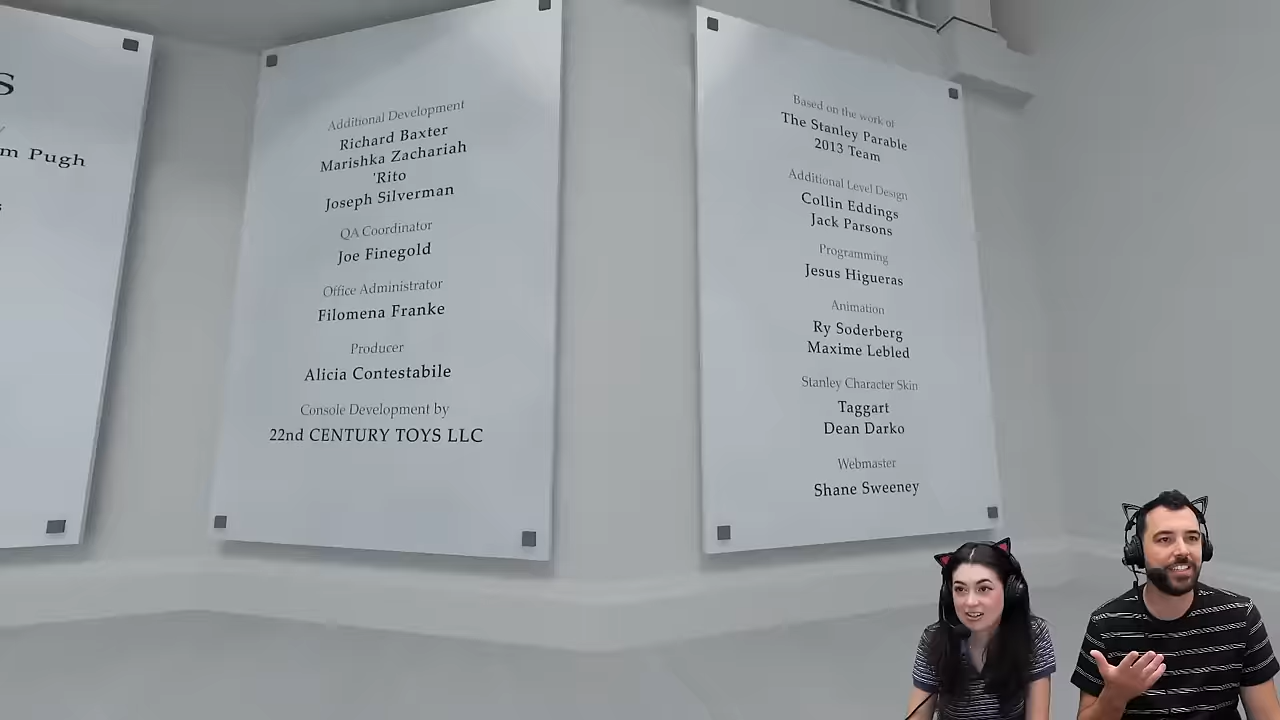 s
m Pugh
Additional Development
Richard Baxter
Marishka Zachariah
'Rito
Joseph Silverman
QA Coordinator
Joe Finegold
Office Administrator
Filomena Franke
Producer
Alicia Contestabile
Console Development by
22nd CENTURY TOYS LLC
Based on the work of
The Stanley Parable
2013 Team
Additional Level Design
Collin Eddings
Jack Parsons
Programming
Jesus Higueras
Animation
Ry Soderberg
Maxime Lebled
Stanley Character Skin
Taggart
Dean Darko
Webmaster
Shane Sweeney